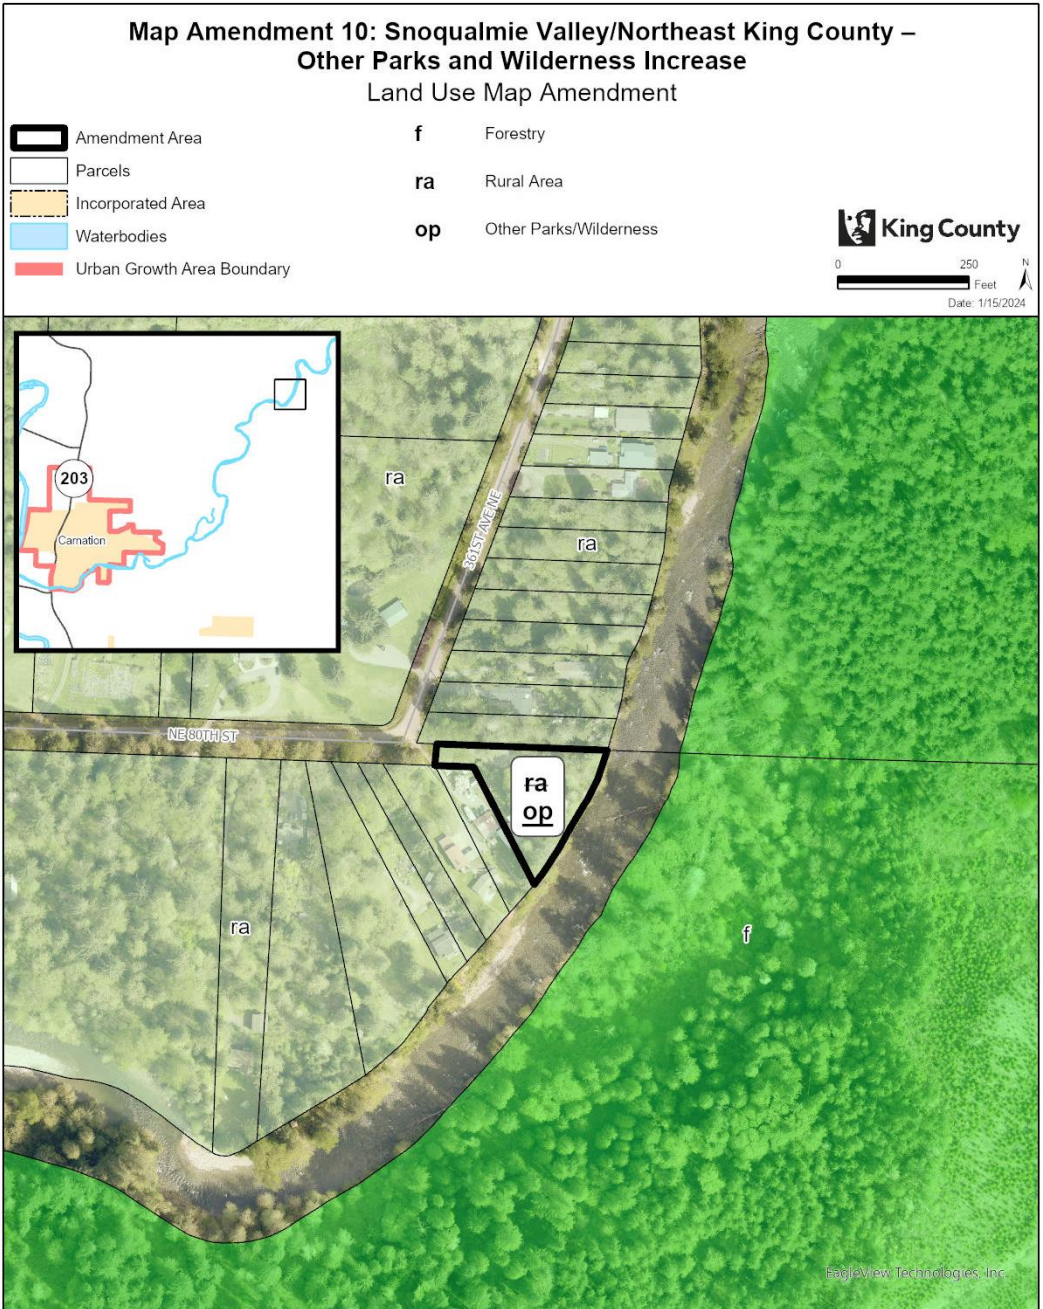 Map Amendment 10: Snoqualmie Valley/Northeast King County –
Other Parks and Wilderness Increase
Land Use Map Amendment
Amendment Area
Parcels
Incorporated Area
Waterbodies
Urban Growth Area Boundary
f Forestry
ra Rural Area
op Other Parks/Wilderness
King County
0 250
Feet
N
Date: 1/15/2024
203
Carnation
ra
361ST AVE NE
ra
NE 80TH ST
ra
op
ra
f
EagleView Technologies, Inc.